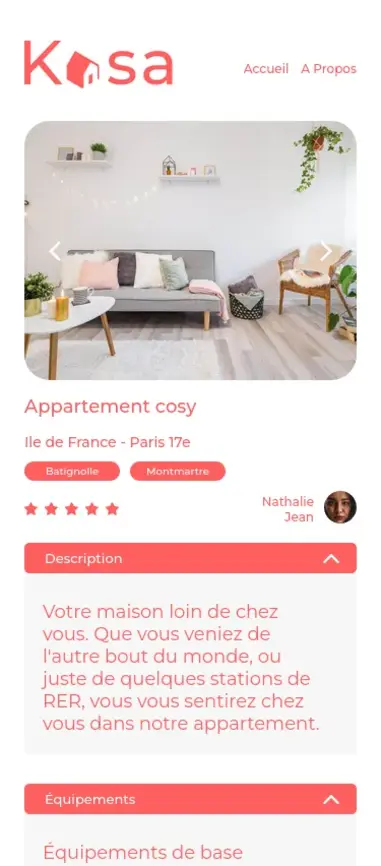 Kasa
Accueil A Propos
Appartement cosy
Ile de France - Paris 17e
Batignolle Montmartre
Nathalie
Jean
Description
Votre maison loin de chez
vous. Que vous veniez de
l'autre bout du monde, ou
juste de quelques stations de
RER, vous vous sentirez chez
vous dans notre appartement.
Équipements
Équipements de base